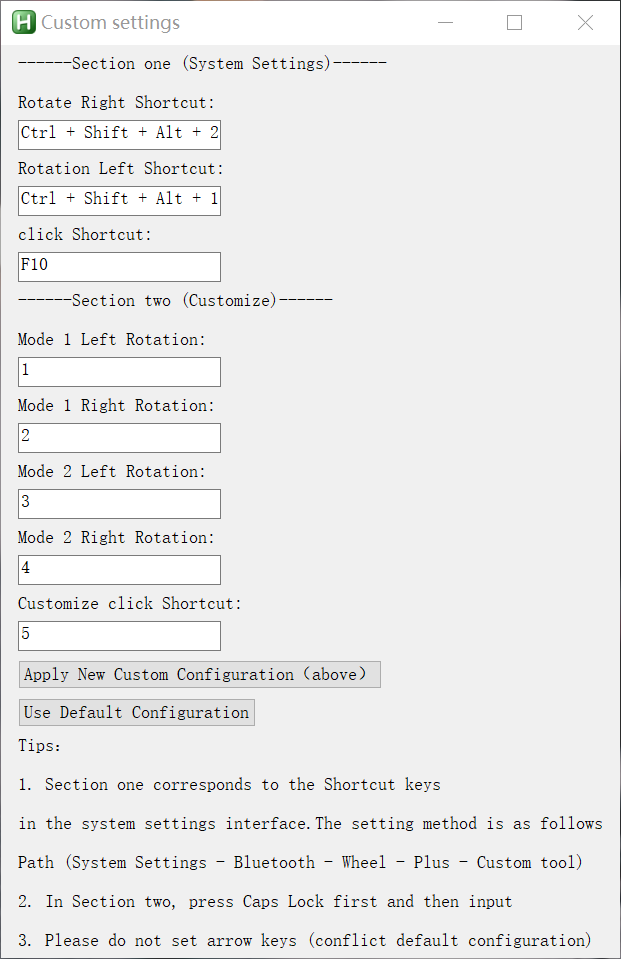 H Custom settings
------Section one (System Settings)------
Rotate Right Shortcut:
Ctrl + Shift + Alt + 2
Rotation Left Shortcut:
Ctrl + Shift + Alt + 1
click Shortcut:
F10
------Section two (Customize)------
Mode 1 Left Rotation:
1
Mode 1 Right Rotation:
2
Mode 2 Left Rotation:
3
Mode 2 Right Rotation:
4
Customize click Shortcut:
5
Apply New Custom Configuration（above）
Use Default Configuration
Tips：
1. Section one corresponds to the Shortcut keys
in the system settings interface.The setting method is as follows
Path (System Settings - Bluetooth - Wheel - Plus - Custom tool)
2. In Section two, press Caps Lock first and then input
3. Please do not set arrow keys (conflict default configuration)